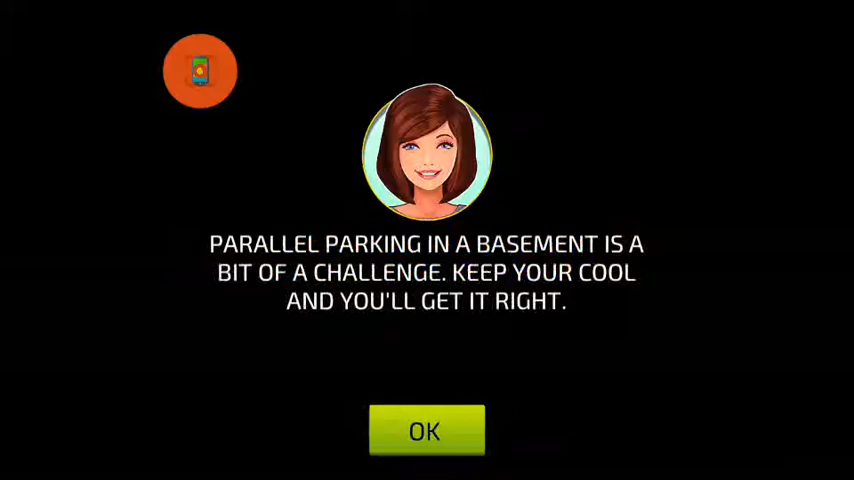 PARALLEL PARKING IN A BASEMENT IS A
BIT OF A CHALLENGE. KEEP YOUR COOL
AND YOU'LL GET IT RIGHT.
OK